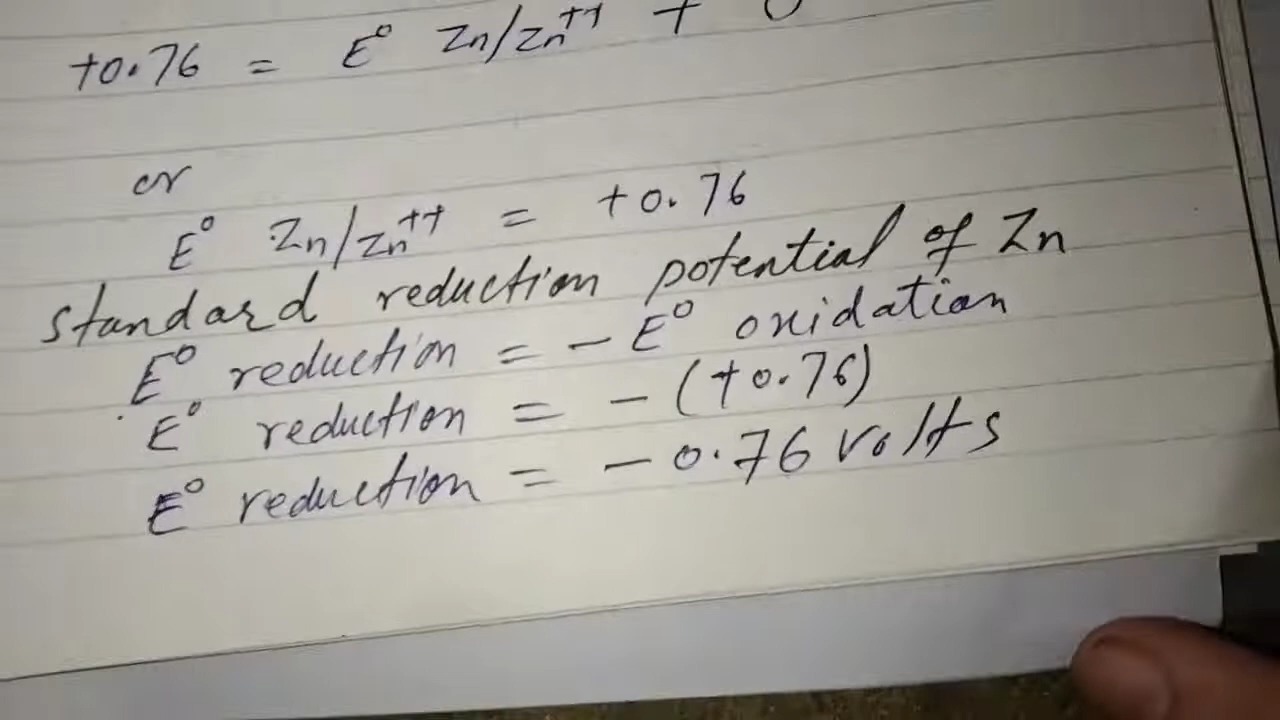 +0.76 = E° Zn/Zn⁺⁺ +
or
E° Zn/Zn⁺⁺ = +0.76
standard reduction potential of Zn
E° reduction = - E° oxidation
E° reduction = - (+0.76)
E° reduction = - 0.76 volts